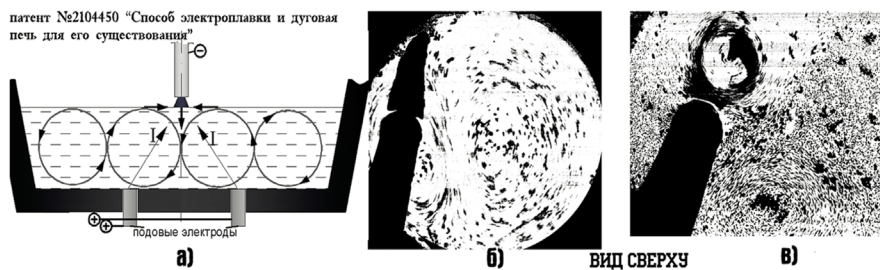 патент №2104450 “Способ электроплавки и дуговая
печь для его существования”
I I
подовые электроды
а)
б)
ВИД СВЕРХУ
в)